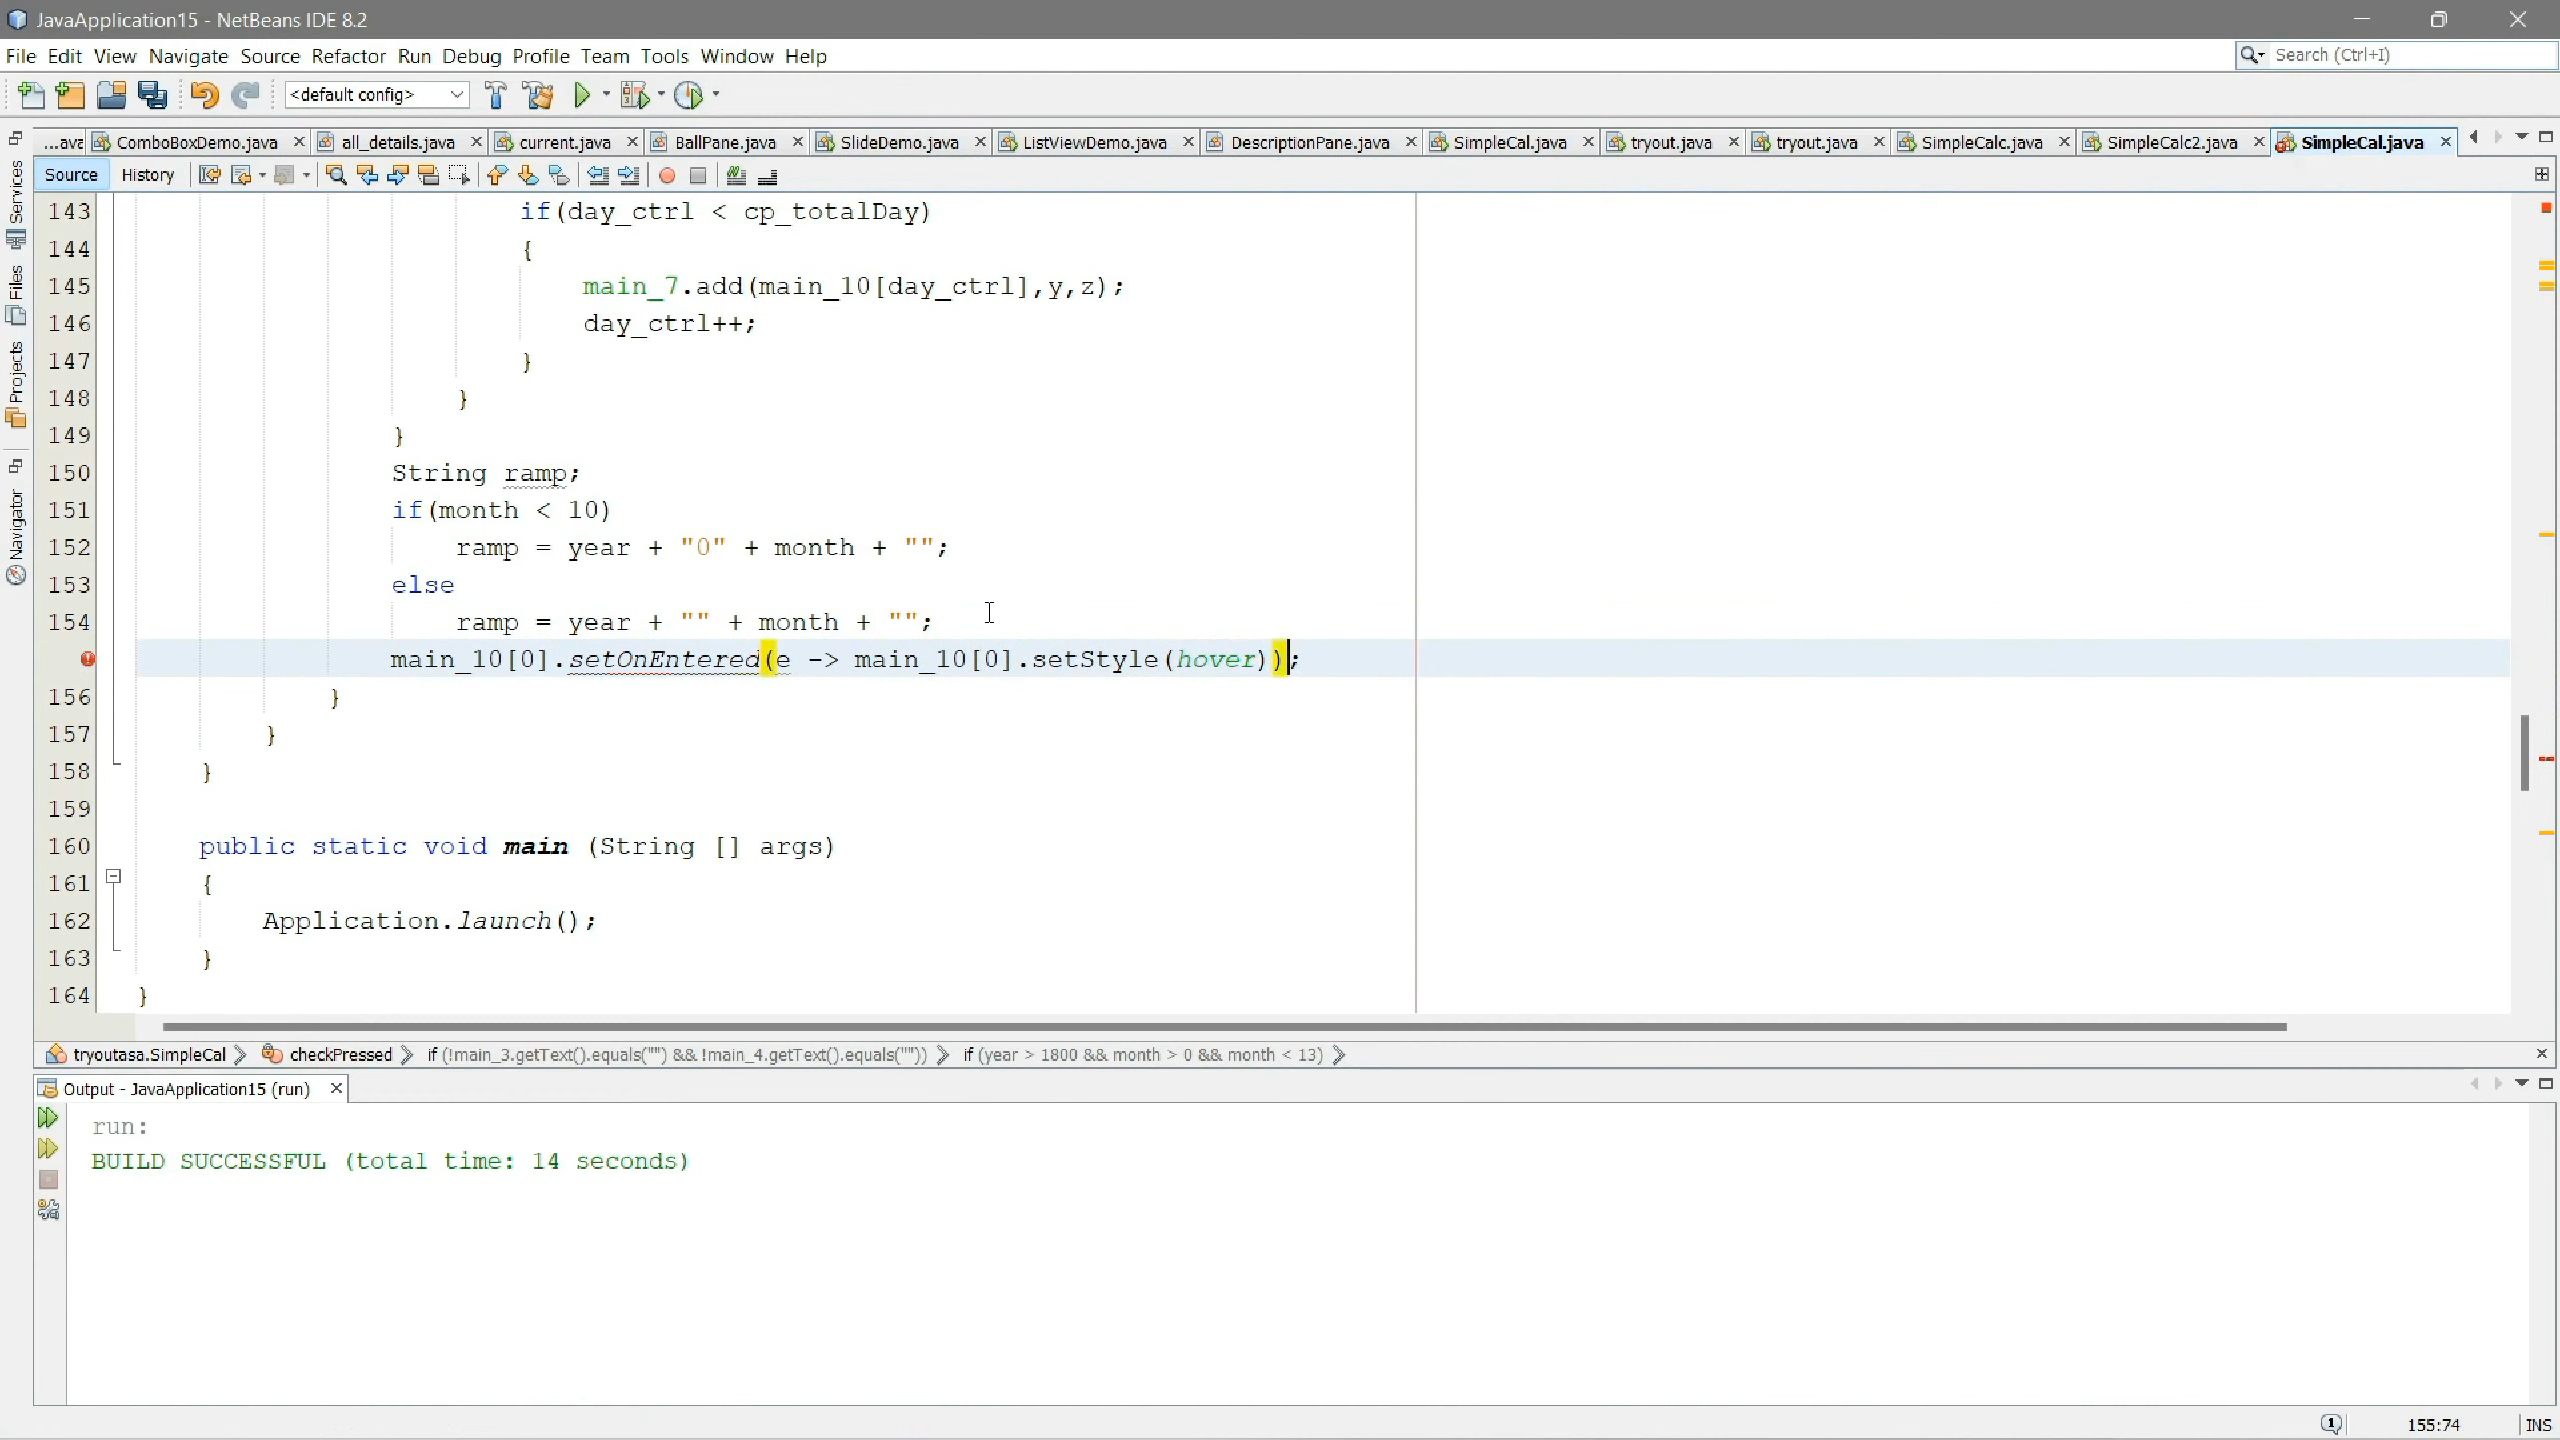 JavaApplication15 - NetBeans IDE 8.2
File Edit View Navigate Source Refactor Run Debug Profile Team Tools Window Help
Search (Ctrl+I)
<default config>
...ava ComboBoxDemo.java all_details.java current.java BallPane.java SlideDemo.java ListViewDemo.java DescriptionPane.java SimpleCal.java tryout.java tryout.java SimpleCalc.java SimpleCalc2.java SimpleCal.java
Source History
Services
Files
Projects
Navigator
143 if(day_ctrl < cp_totalDay)
144 {
145 main_7.add(main_10[day_ctrl],y,z);
146 day_ctrl++;
147 }
148 }
149 }
150 String ramp;
151 if(month < 10)
152 ramp = year + "0" + month + "";
153 else
154 ramp = year + "" + month + "";
main_10[0].setOnEntered(e -> main_10[0].setStyle(hover));
156 }
157 }
158 }
159
160 public static void main (String [] args)
161 {
162 Application.launch();
163 }
164 }
tryoutasa.SimpleCal checkPressed if (!main_3.getText().equals("") && !main_4.getText().equals("")) if (year > 1800 && month > 0 && month < 13)
Output - JavaApplication15 (run)
run:
BUILD SUCCESSFUL (total time: 14 seconds)
1 155:74 INS